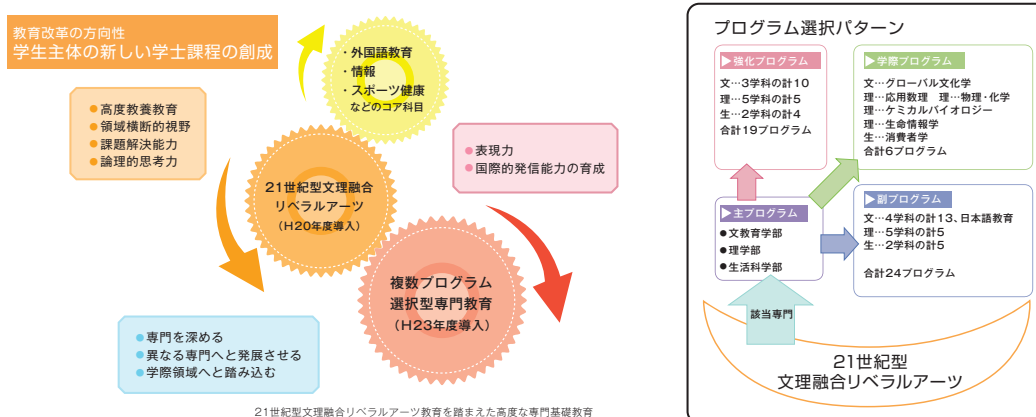 教育改革の方向性
学生主体の新しい学士課程の創成
・外国語教育
・情報
・スポーツ健康
などのコア科目
●高度教養教育
●領域横断的視野
●課題解決能力
●論理的思考力
●表現力
●国際的発信能力の育成
21世紀型文理融合
リベラルアーツ
(H20年度導入)
複数プログラム
選択型専門教育
(H23年度導入)
●専門を深める
●異なる専門へと発展させる
●学際領域へと踏み込む
21世紀型文理融合リベラルアーツ教育を踏まえた高度な専門基礎教育
プログラム選択パターン
▶強化プログラム
文…3学科の計10
理…5学科の計5
生…2学科の計4
合計19プログラム
▶学際プログラム
文…グローバル文化学
理…応用数理　理…物理・化学
理…ケミカルバイオロジー
理…生命情報学
生…消費者学
合計6プログラム
▶主プログラム
●文教育学部
●理学部
●生活科学部
▶副プログラム
文…4学科の計13、日本語教育
理…5学科の計5
生…2学科の計5
合計24プログラム
該当専門
21世紀型
文理融合リベラルアーツ